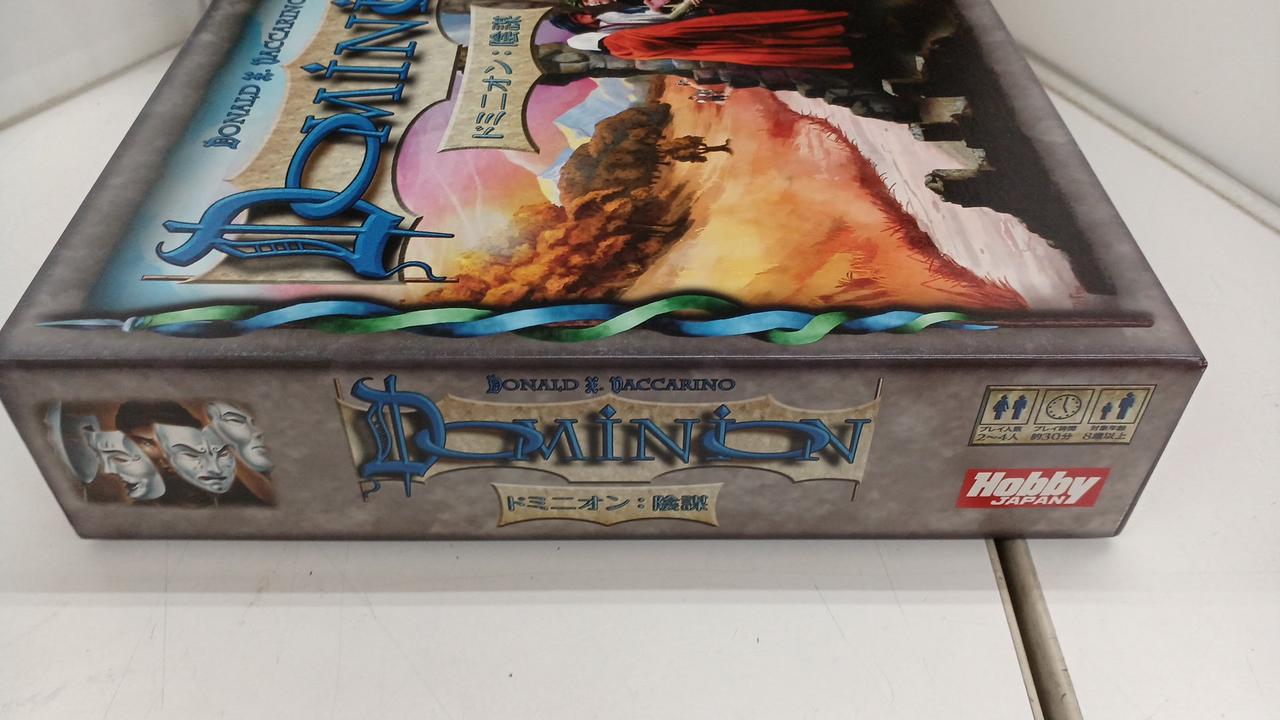 DONALD X. VACCARINO
DOMINI
ドミニオン：陰謀
DONALD X. VACCARINO
DOMINION
ドミニオン：陰謀
プレイ人数 プレイ時間 対象年齢
2〜4人 約30分 8歳以上
Hobby
JAPAN